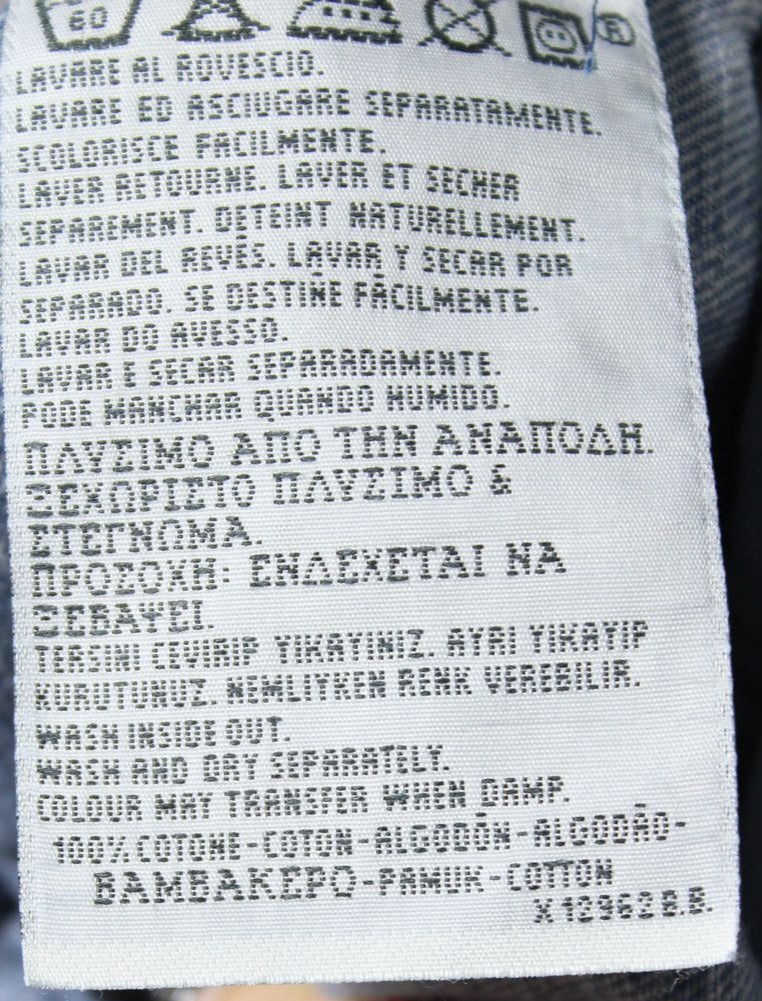 60
®
LAVARE AL ROVESCIO.
LAVARE ED ASCIUGARE SEPARATAMENTE.
SCOLORISCE FACILMENTE.
LAVER RETOURNE. LAVER ET SECHER
SEPAREMENT. DETEINT NATURELLEMENT.
LAVAR DEL REVÉS. LAVAR Y SECAR POR
SEPARADO. SE DESTIÑE FÁCILMENTE.
LAVAR DO AVESSO.
LAVAR E SECAR SEPARADAMENTE.
PODE MANCHAR QUANDO HUMIDO.
ΠΛΥΣΙΜΟ ΑΠΟ ΤΗΝ ΑΝΑΠΟΔΗ.
ΞΕΧΩΡΙΣΤΟ ΠΛΥΣΙΜΟ &
ΣΤΕΓΝΟΜΑ.
ΠΡΟΣΟΧΗ: ΕΝΔΕΧΕΤΑΙ ΝΑ
ΞΕΒΑΨΕΙ.
TERSINI CEVIRIP YIKAYINIZ. AYRI YIKAYIP
KURUTUNUZ. NEMLIYKEN RENK VEREBILIR.
WASH INSIDE OUT.
WASH AND DRY SEPARATELY.
COLOUR MAY TRANSFER WHEN DAMP.
100% COTONE-COTON-ALGODÓN-ALGODÃO-
ΒΑΜΒΑΚΕΡΟ-PAMUK-COTTON
X12962B.B.